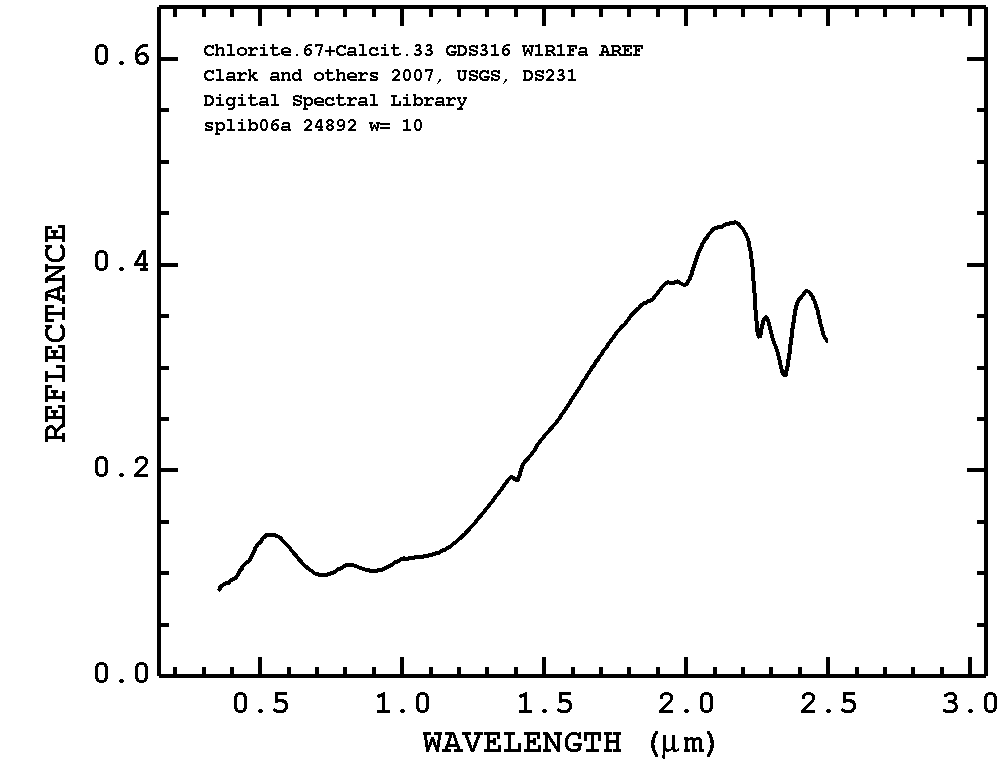 Chlorite.67+Calcit.33 GDS316 W1R1Fa AREF
Clark and others 2007, USGS, DS231
Digital Spectral Library
splib06a 24892 w= 10
0.6
0.4
0.2
0.0
REFLECTANCE
0.5 1.0 1.5 2.0 2.5 3.0
WAVELENGTH (μm)